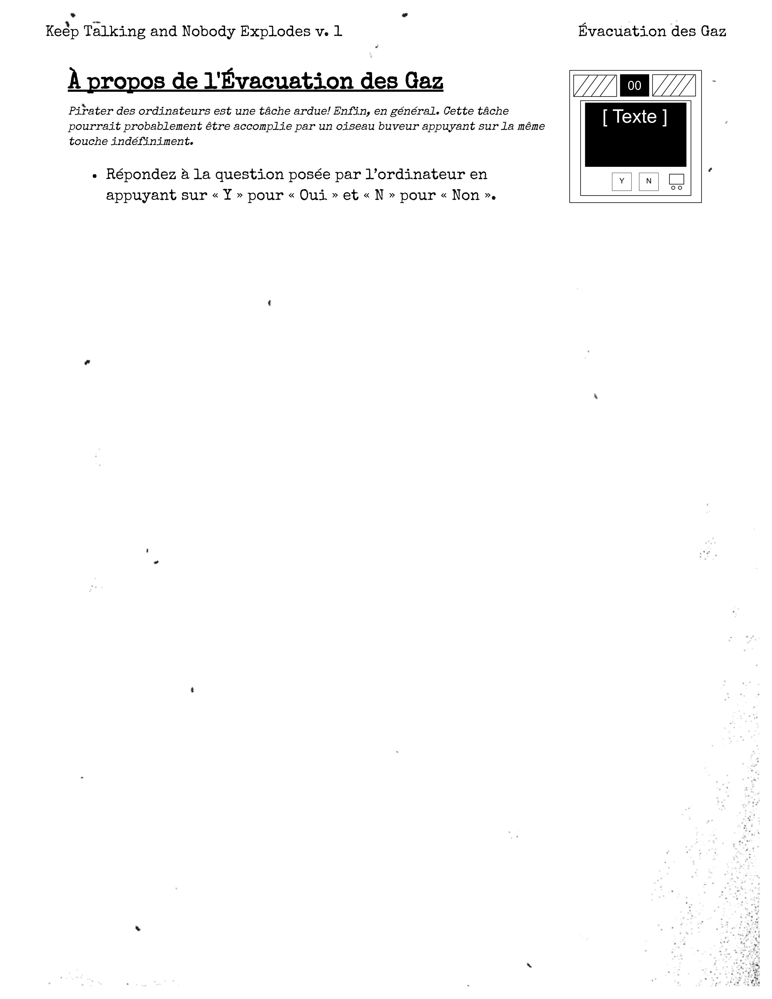 Keep Talking and Nobody Explodes v. 1
Évacuation des Gaz
À propos de l'Évacuation des Gaz
Pirater des ordinateurs est une tâche ardue! Enfin, en général. Cette tâche
pourrait probablement être accomplie par un oiseau buveur appuyant sur la même
touche indéfiniment.
• Répondez à la question posée par l’ordinateur en
appuyant sur « Y » pour « Oui » et « N » pour « Non ».
00
[ Texte ]
Y N